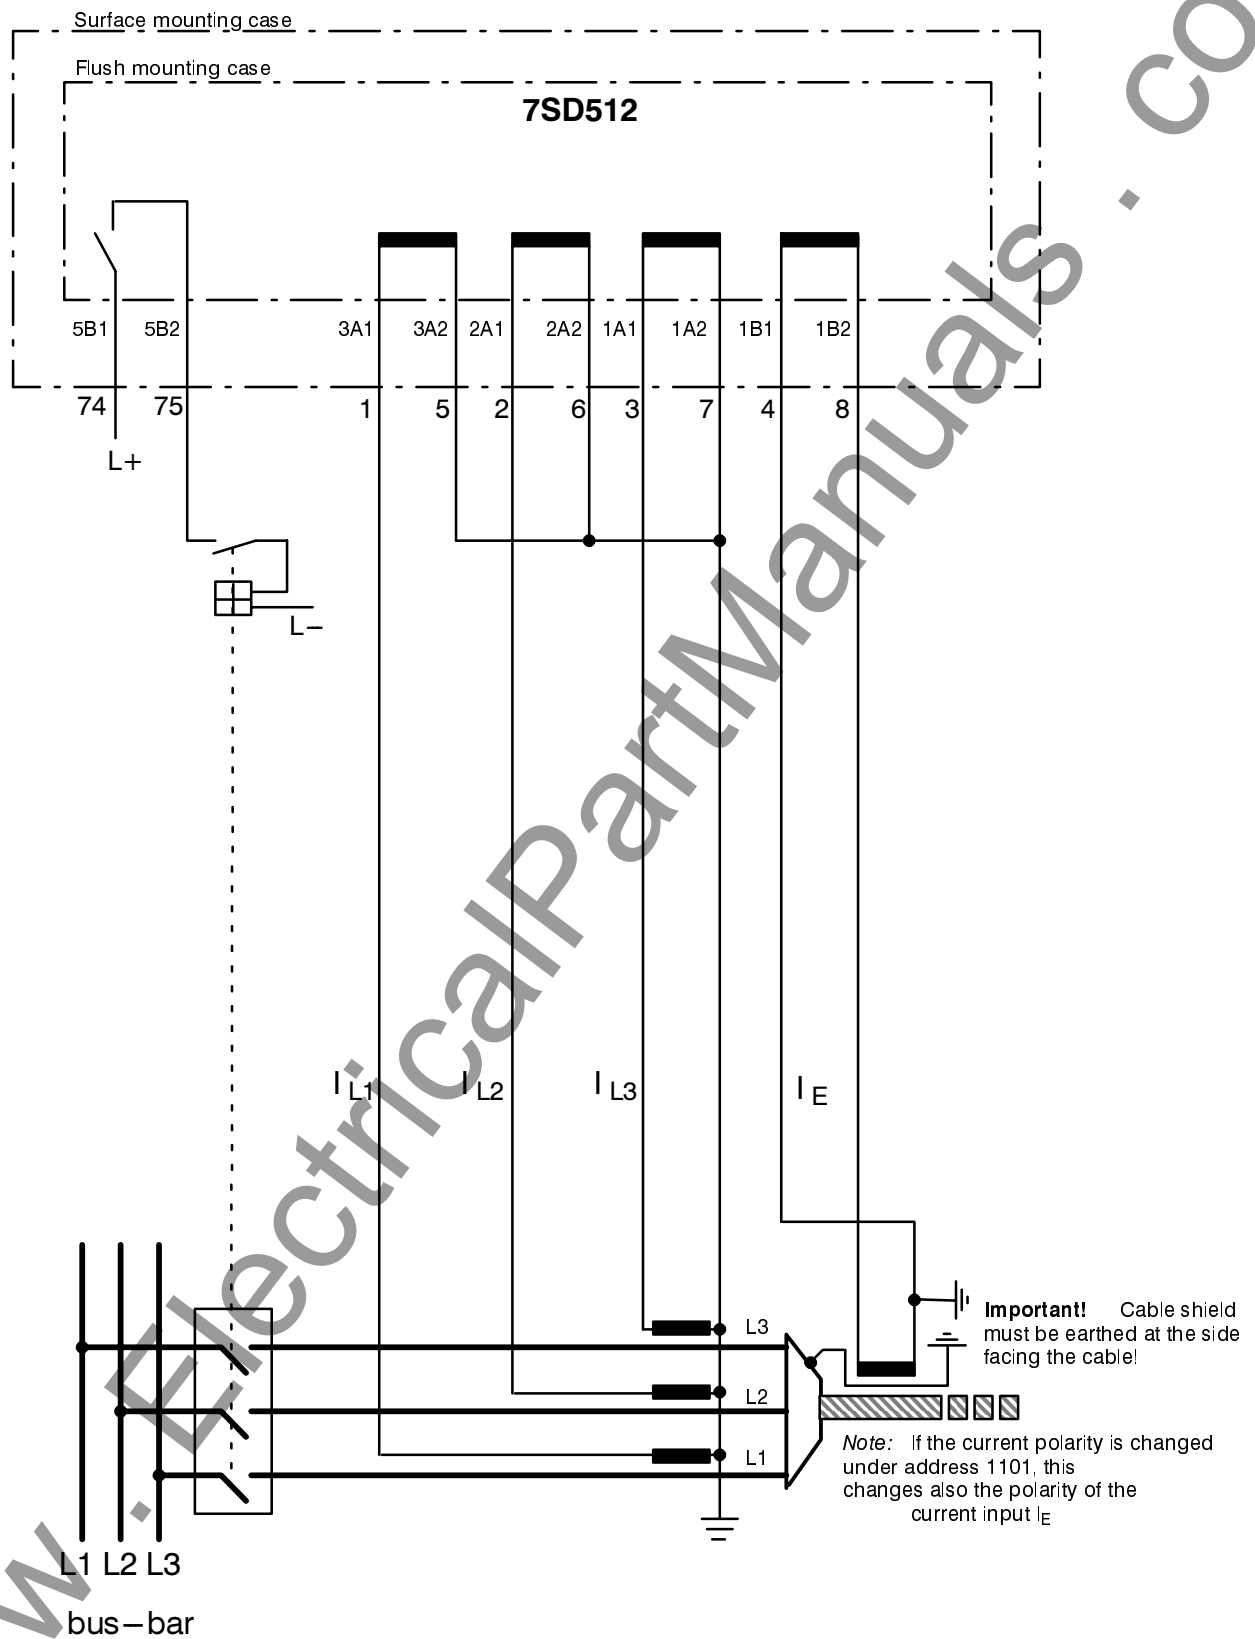 Surface mounting case
Flush mounting case
7SD512
5B1 5B2 3A1 3A2 2A1 2A2 1A1 1A2 1B1 1B2
74 75 1 5 2 6 3 7 4 8
L+
L−
I L1 I L2 I L3 I E
Important! Cable shield
must be earthed at the side
facing the cable!
L3
L2
L1
Note: If the current polarity is changed
under address 1101, this
changes also the polarity of the
current input IE
L1 L2 L3
bus−bar
w . ElectricalPartManuals . co